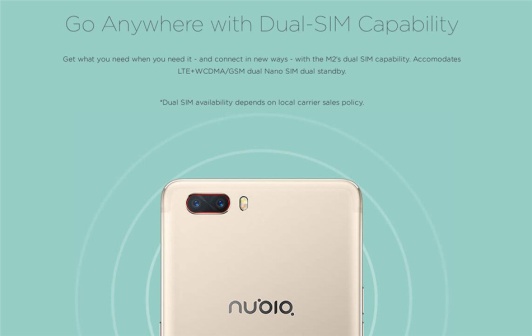 Go Anywhere with Dual-SIM Capability
Get what you need when you need it - and connect in new ways - with the M2's dual SIM capability. Accomodates
LTE+WCDMA/GSM dual Nano SIM dual standby.
*Dual SIM availability depends on local carrier sales policy.
nubia